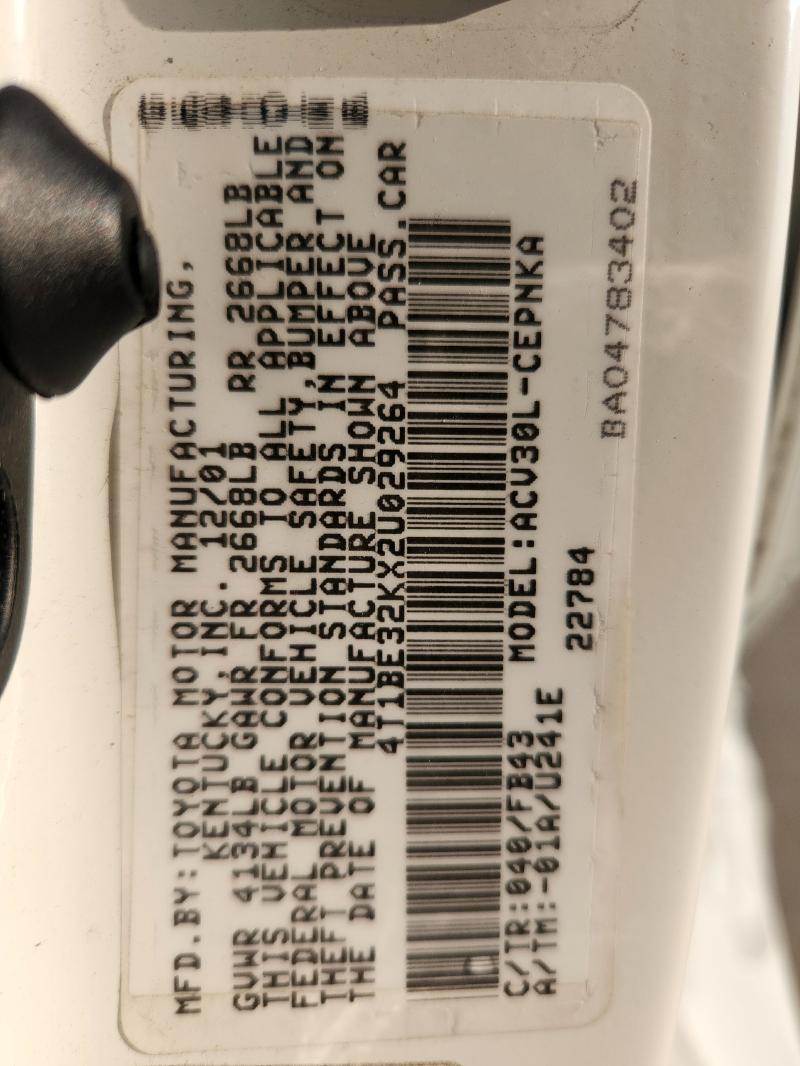 MFD.BY:TOYOTA MOTOR MANUFACTURING,
KENTUCKY,INC. 12/01
GVWR 4134LB GAWR FR 2668LB RR 2668LB
THIS VEHICLE CONFORMS TO ALL APPLICABLE
FEDERAL MOTOR VEHICLE SAFETY,BUMPER AND
THEFT PREVENTION STANDARDS IN EFFECT ON
THE DATE OF MANUFACTURE SHOWN ABOVE
4T1BE32KX2U029264 PASS.CAR
MODEL:ACV30L-CEPNKA
C/TR:040/FB43 22784
A/TM:-01A/U241E
BA04783402